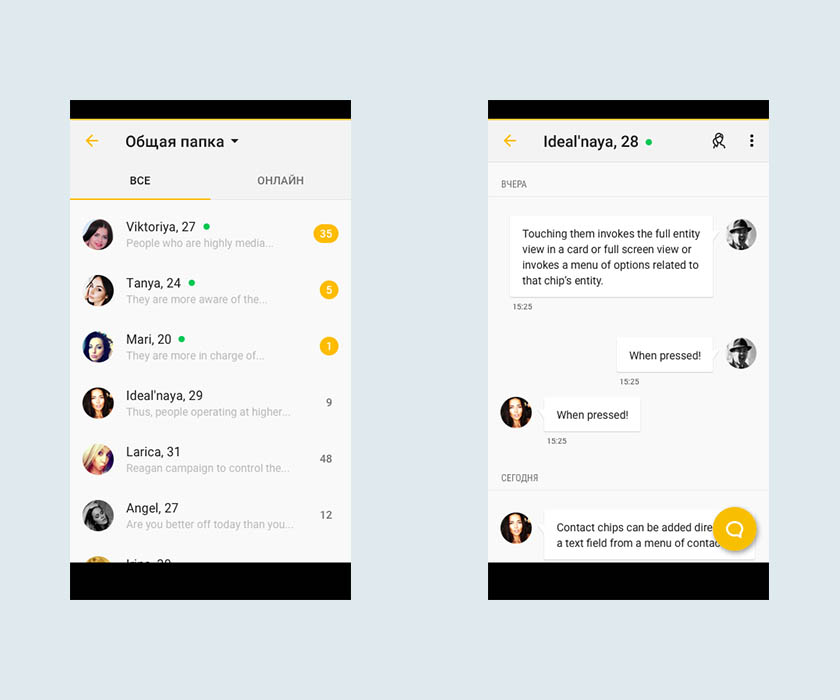 Общая папка
ВСЕ
ОНЛАЙН
Viktoriya, 27
People who are highly media...
35
Tanya, 24
They are more aware of the...
5
Mari, 20
They are more in charge of...
1
Ideal'naya, 29
Thus, people operating at higher...
9
Larica, 31
Reagan campaign to control the...
48
Angel, 27
Are you better off today than you...
12
Ideal'naya, 28
ВЧЕРА
Touching them invokes the full entity
view in a card or full screen view or
invokes a menu of options related to
that chip’s entity.
15:25
When pressed!
15:25
When pressed!
15:25
СЕГОДНЯ
Contact chips can be added
a text field from a menu of